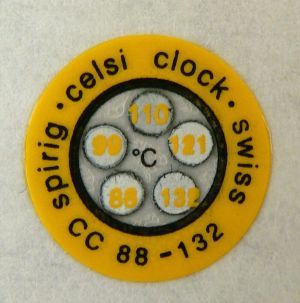 spirig · celsi clock · swiss
CC 88-132
110
99 121
°C
88 132